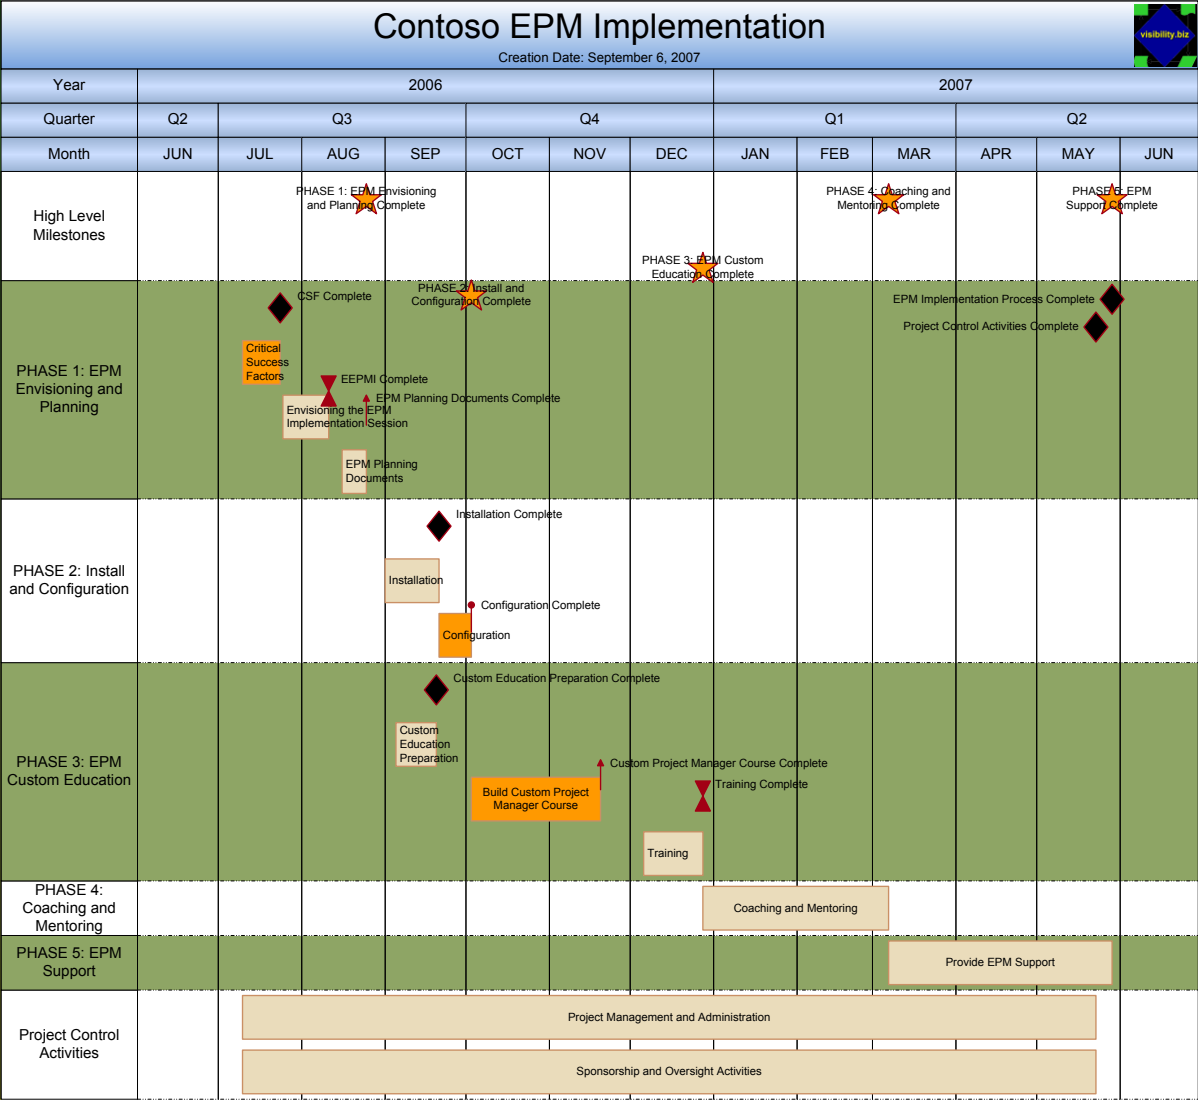 Contoso EPM Implementation
Creation Date: September 6, 2007
visibility.biz
Year
2006
2007
Quarter
Q2
Q3
Q4
Q1
Q2
Month
JUN
JUL
AUG
SEP
OCT
NOV
DEC
JAN
FEB
MAR
APR
MAY
JUN
High Level
Milestones
PHASE 1: EPM Envisioning
and Planning Complete
PHASE 4: Coaching and
Mentoring Complete
PHASE 5: EPM
Support Complete
PHASE 3: EPM Custom
Education Complete
PHASE 2: Install and
Configuration Complete
PHASE 1: EPM
Envisioning and
Planning
CSF Complete
EPM Implementation Process Complete
Project Control Activities Complete
Critical
Success
Factors
EEPMI Complete
EPM Planning Documents Complete
Envisioning the EPM
Implementation Session
EPM Planning
Documents
PHASE 2: Install
and Configuration
Installation Complete
Installation
Configuration Complete
Configuration
PHASE 3: EPM
Custom Education
Custom Education Preparation Complete
Custom
Education
Preparation
Custom Project Manager Course Complete
Build Custom Project
Manager Course
Training Complete
Training
PHASE 4:
Coaching and
Mentoring
Coaching and Mentoring
PHASE 5: EPM
Support
Provide EPM Support
Project Control
Activities
Project Management and Administration
Sponsorship and Oversight Activities